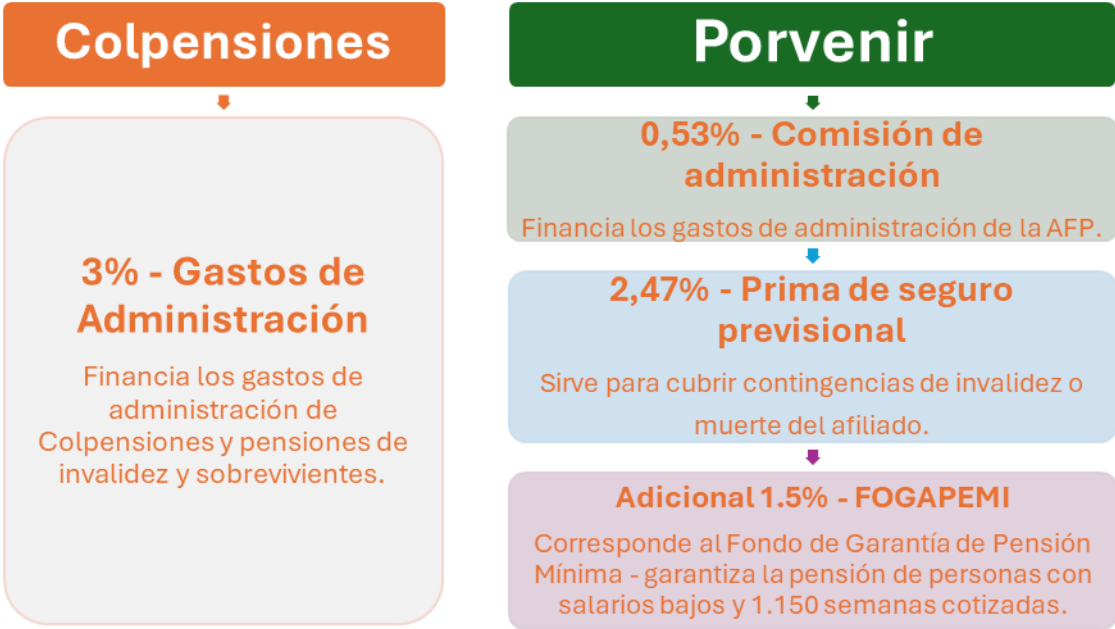 Colpensiones
3% - Gastos de
Administración
Financia los gastos de
administración de
Colpensiones y pensiones de
invalidez y sobrevivientes.
Porvenir
0,53% - Comisión de
administración
Financia los gastos de administración de la AFP.
2,47% - Prima de seguro
previsional
Sirve para cubrir contingencias de invalidez o
muerte del afiliado.
Adicional 1.5% - FOGAPEMI
Corresponde al Fondo de Garantía de Pensión
Mínima - garantiza la pensión de personas con
salarios bajos y 1.150 semanas cotizadas.